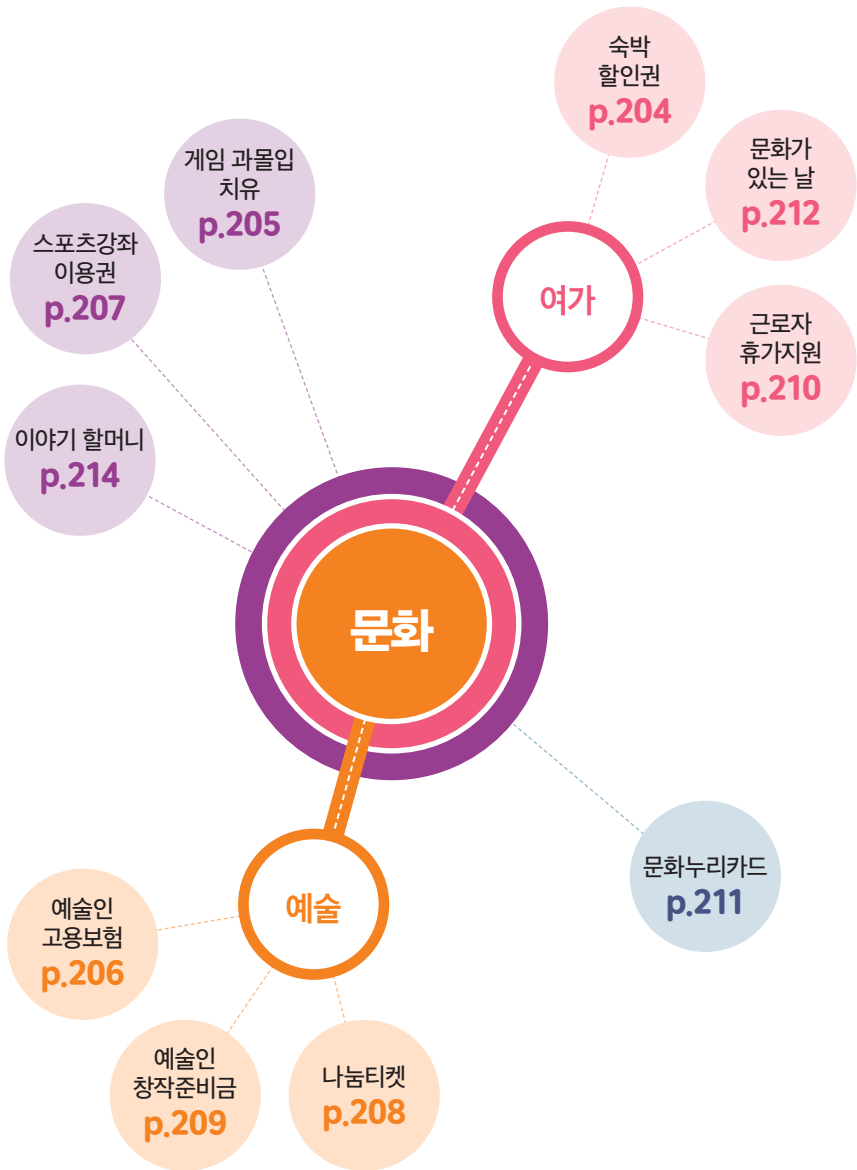 숙박
할인권
p.204
게임 과몰입
치유
p.205
문화가
있는 날
p.212
스포츠강좌
이용권
p.207
여가
근로자
휴가지원
p.210
이야기 할머니
p.214
문화
문화누리카드
p.211
예술
예술인
고용보험
p.206
예술인
창작준비금
p.209
나눔티켓
p.208